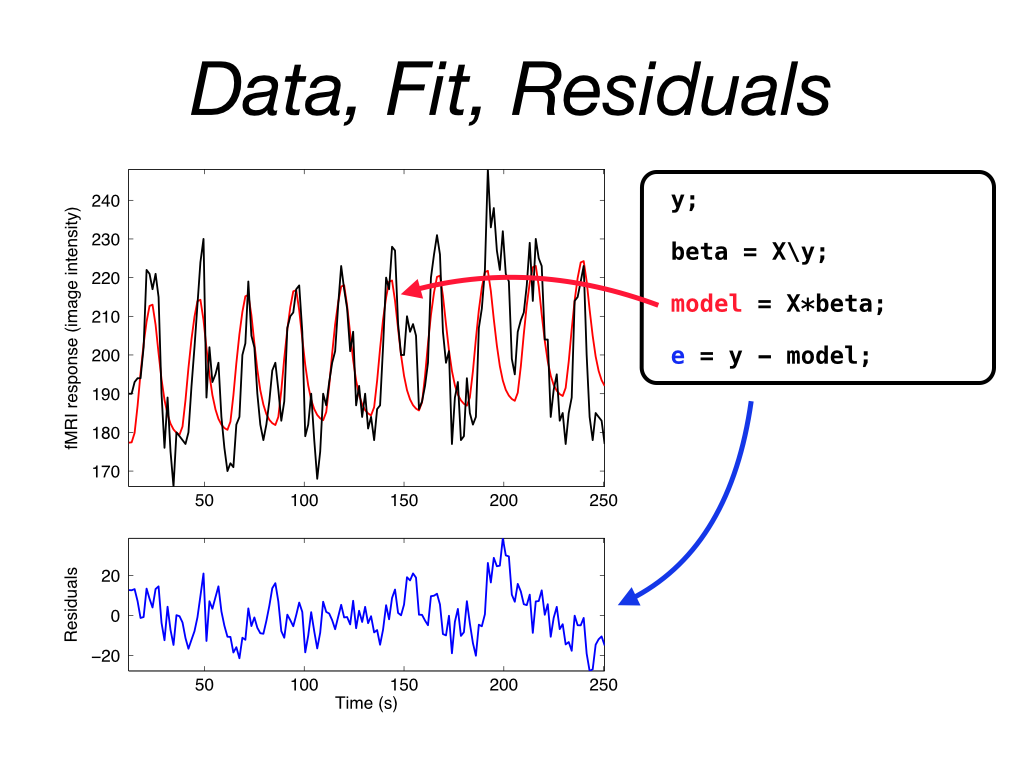 Data, Fit, Residuals
fMRI response (image intensity)
240
230
220
210
200
190
180
170
50
100
150
200
250
y;
beta = X\y;
model = X*beta;
e = y − model;
Residuals
20
0
−20
50
100
150
200
250
Time (s)